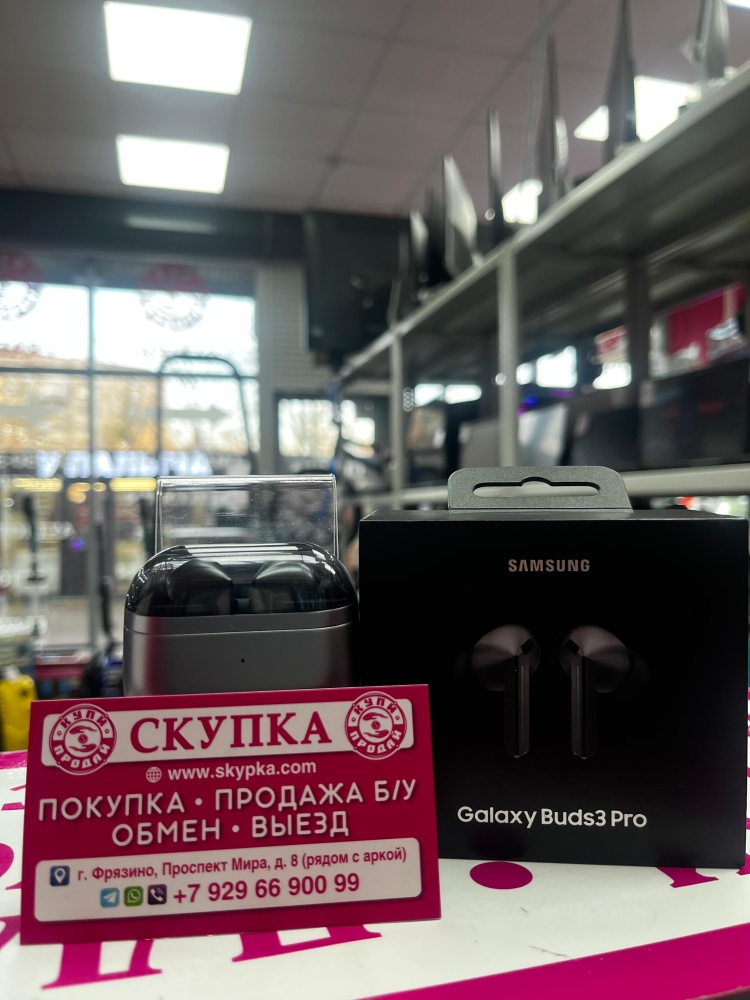 SAMSUNG
Galaxy Buds3 Pro
КУПИ ПРОДАЙ
СКУПКА
КУПИ ПРОДАЙ
www.skypka.com
ПОКУПКА • ПРОДАЖА Б/У
ОБМЕН • ВЫЕЗД
г. Фрязино, Проспект Мира, д. 8 (рядом с аркой)
+7 929 66 900 99